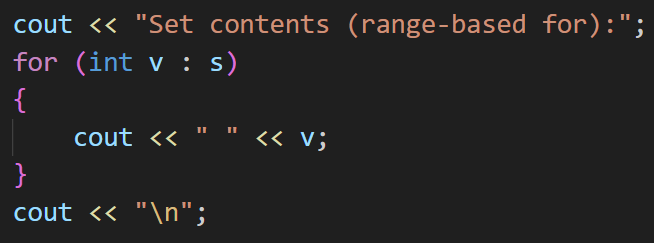 cout << "Set contents (range-based for):";
for (int v : s)
{
    cout << " " << v;
}
cout << "\n";